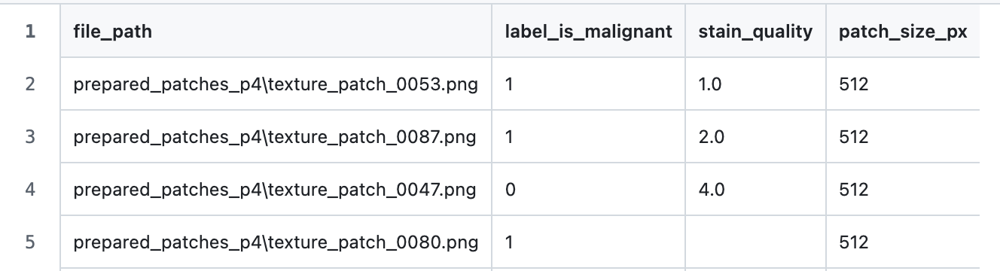 1 file_path label_is_malignant stain_quality patch_size_px
2 prepared_patches_p4\texture_patch_0053.png 1 1.0 512
3 prepared_patches_p4\texture_patch_0087.png 1 2.0 512
4 prepared_patches_p4\texture_patch_0047.png 0 4.0 512
5 prepared_patches_p4\texture_patch_0080.png 1 512